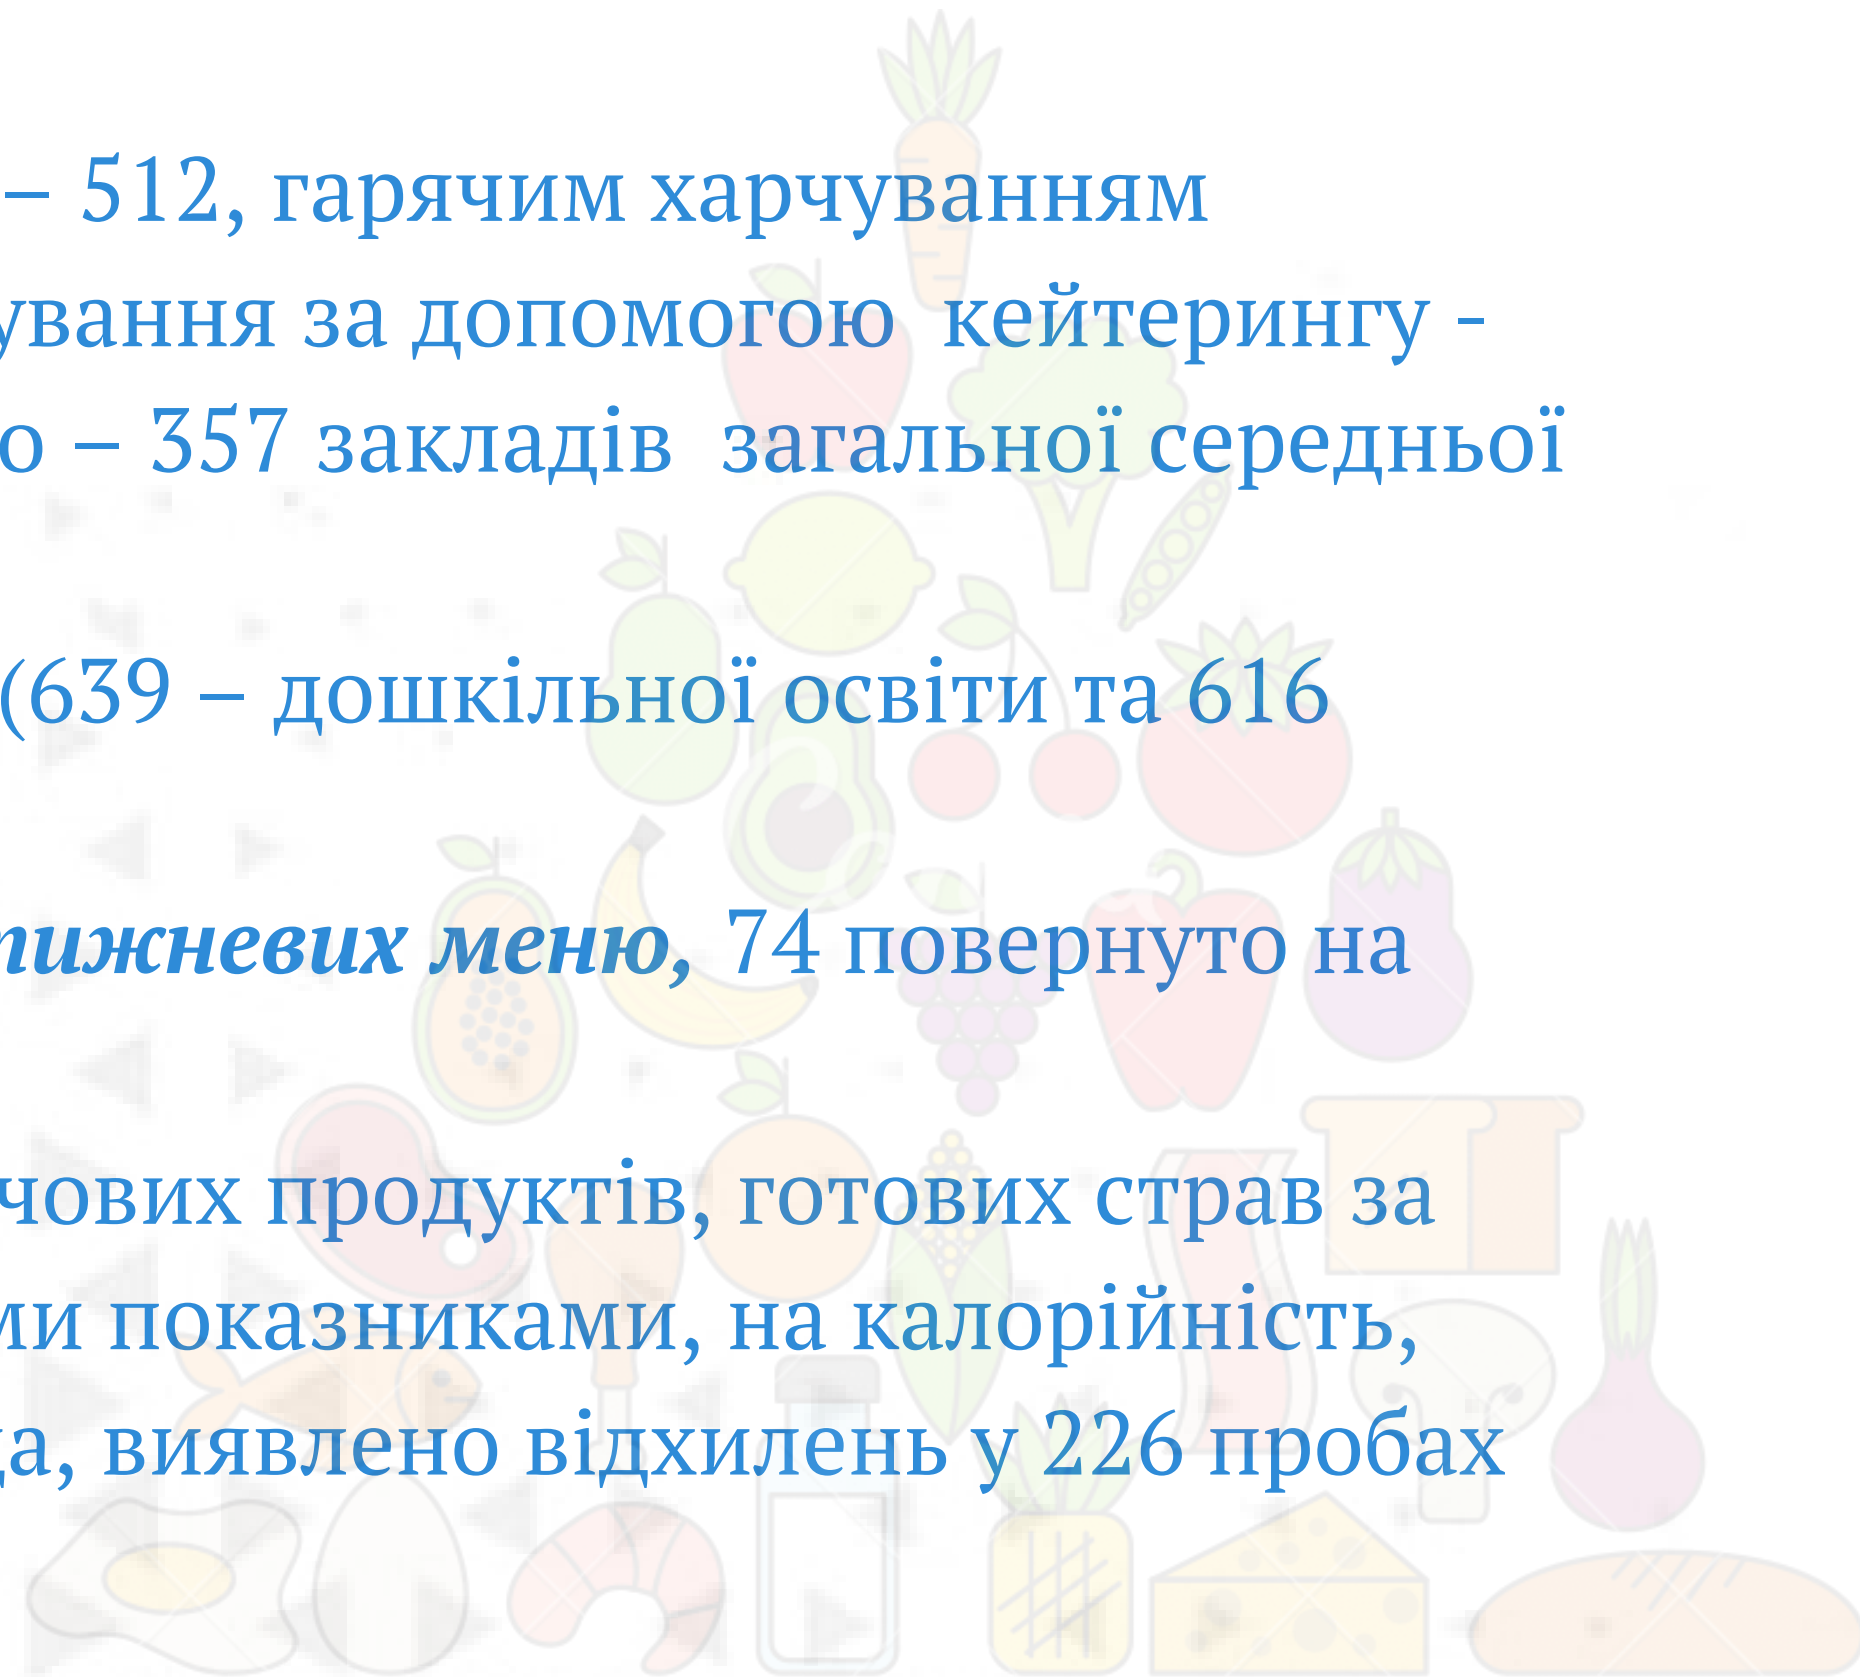 – 512, гарячим харчуванням
ування за допомогою кейтерингу -
о – 357 закладів загальної середньої
(639 – дошкільної освіти та 616
тижневих меню, 74 повернуто на
чових продуктів, готових страв за
ми показниками, на калорійність,
да, виявлено відхилень у 226 пробах